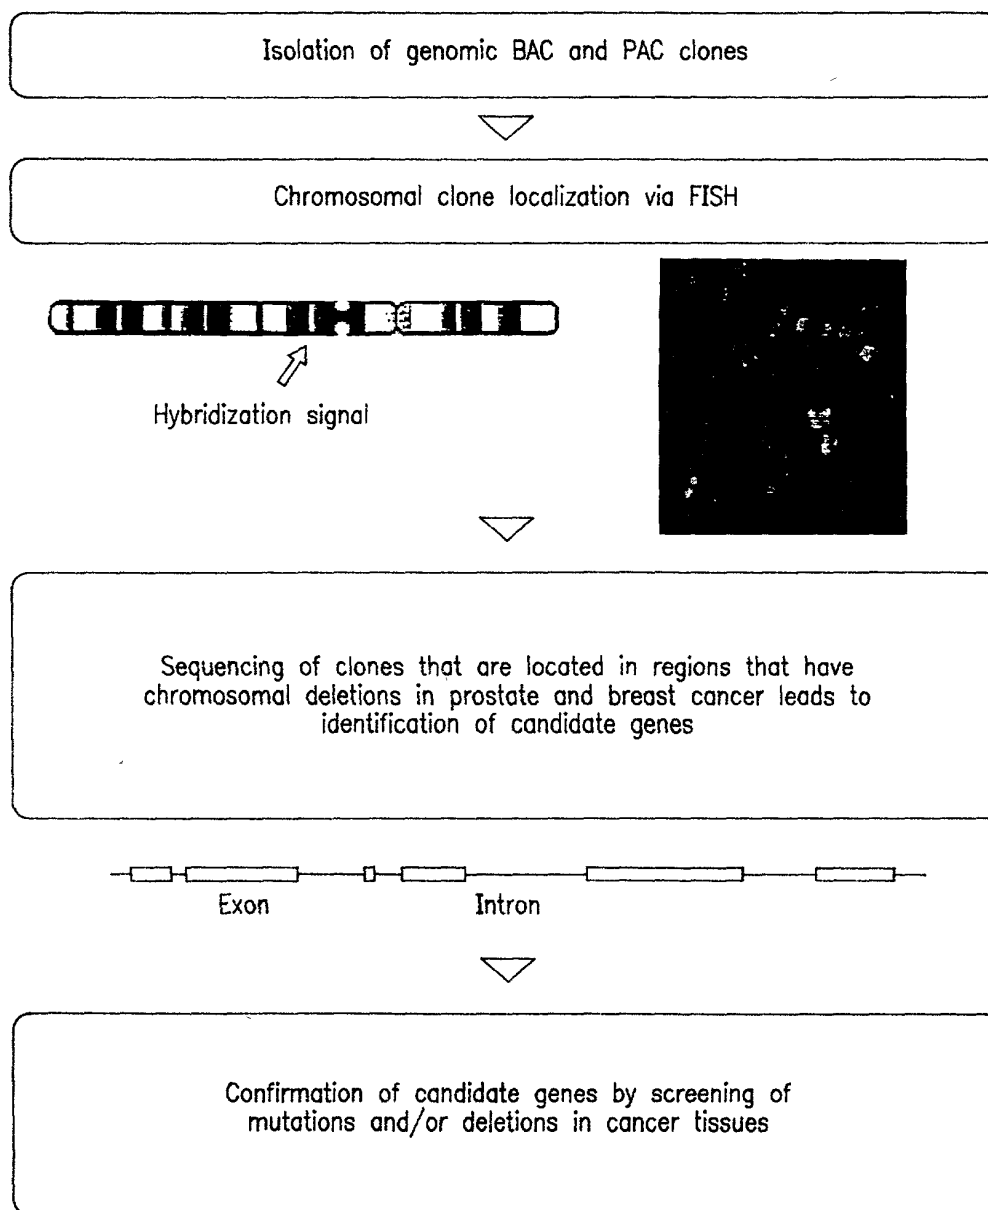 Isolation of genomic BAC and PAC clones
Chromosomal clone localization via FISH
Hybridization signal
Sequencing of clones that are located in regions that have
chromosomal deletions in prostate and breast cancer leads to
identification of candidate genes
Exon Intron
Confirmation of candidate genes by screening of
mutations and/or deletions in cancer tissues